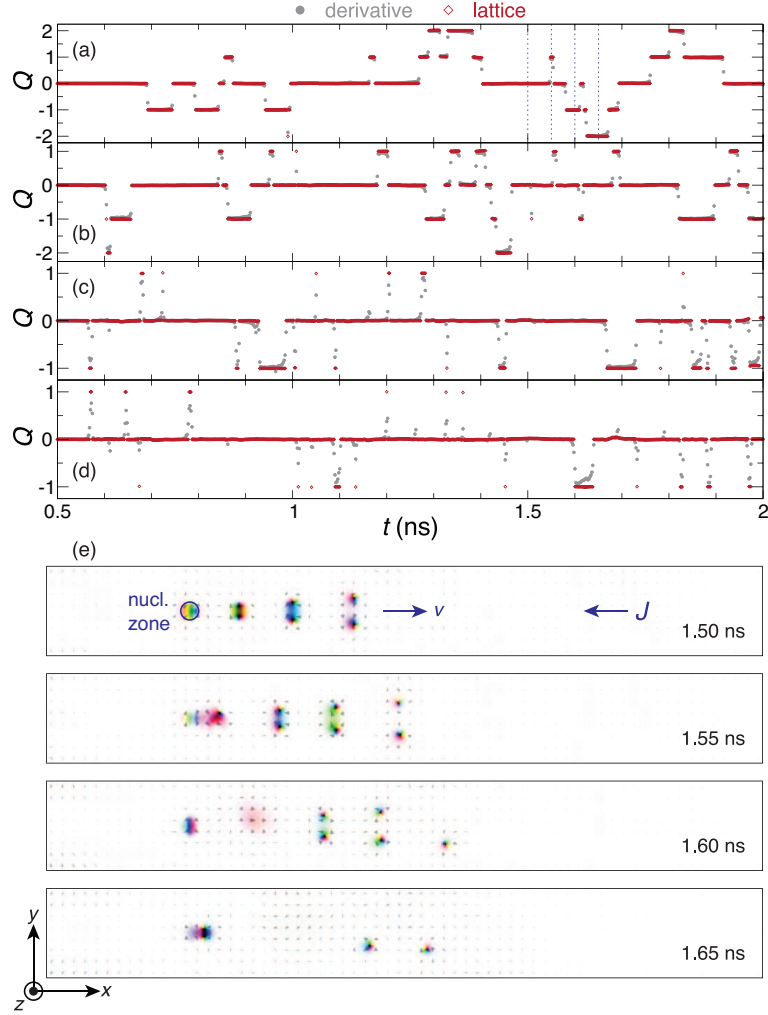 derivative lattice
2
(a)
1
Q
0
-1
-2
1
0
Q
-1
(b)
-2
1
(c)
Q
0
-1
1
Q
0
(d)
-1
0.5 1 1.5 2
t (ns)
(e)
nucl.
zone
v
J
1.50 ns
1.55 ns
1.60 ns
1.65 ns
y
z
x